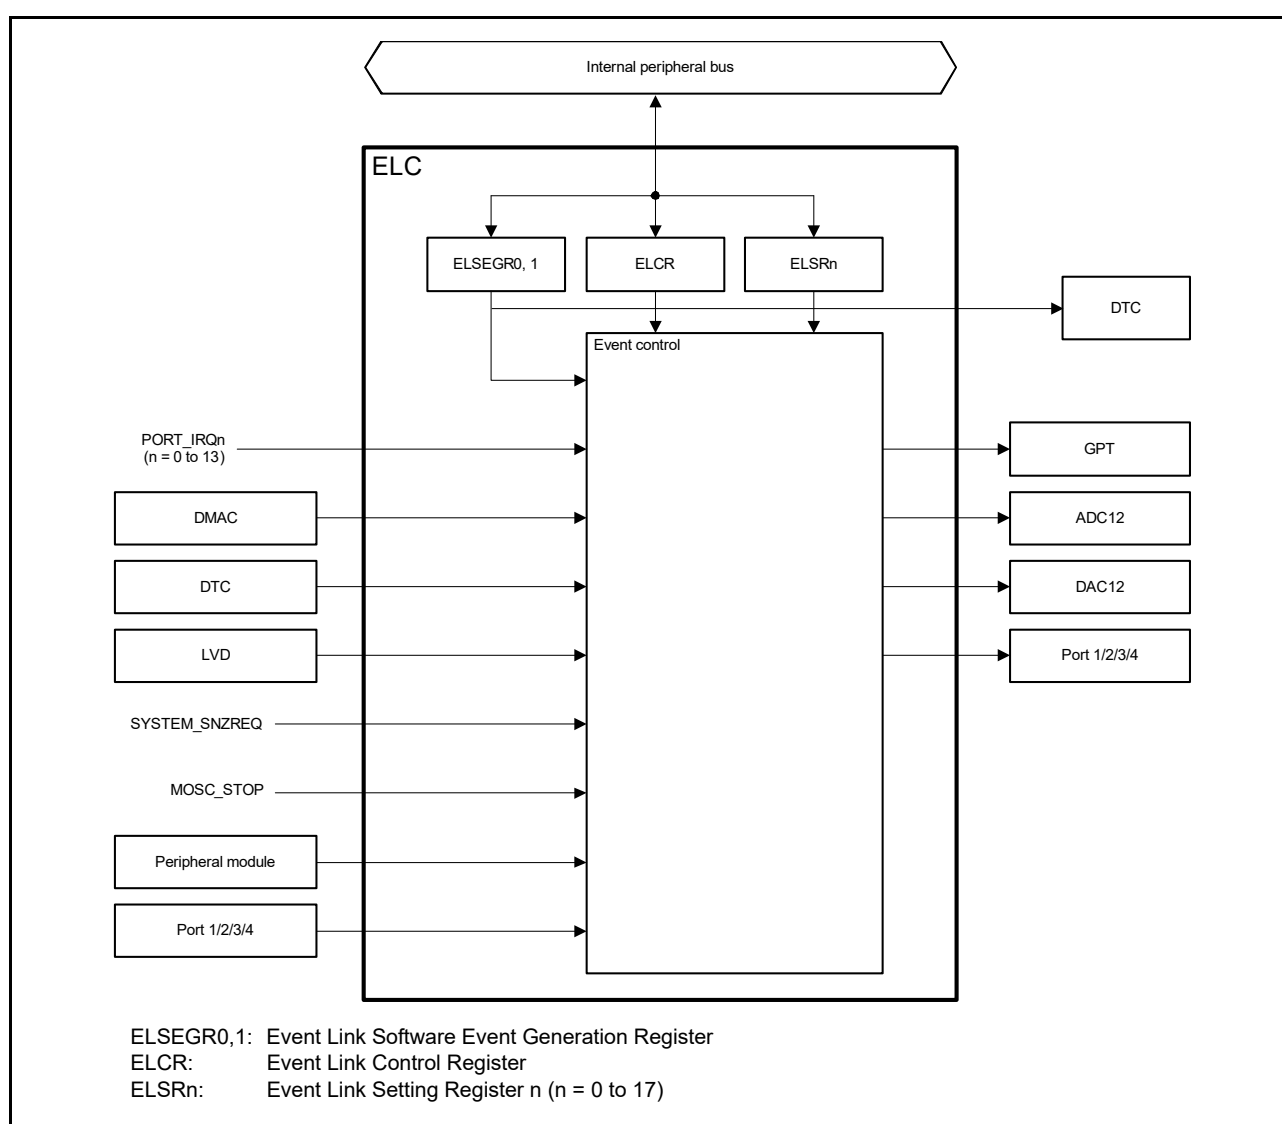 Internal peripheral bus
ELC
ELSEGR0, 1
ELCR
ELSRn
DTC
Event control
PORT_IRQn
(n = 0 to 13)
GPT
DMAC
ADC12
DTC
DAC12
LVD
Port 1/2/3/4
SYSTEM_SNZREQ
MOSC_STOP
Peripheral module
Port 1/2/3/4
ELSEGR0,1: Event Link Software Event Generation Register
ELCR: Event Link Control Register
ELSRn: Event Link Setting Register n (n = 0 to 17)